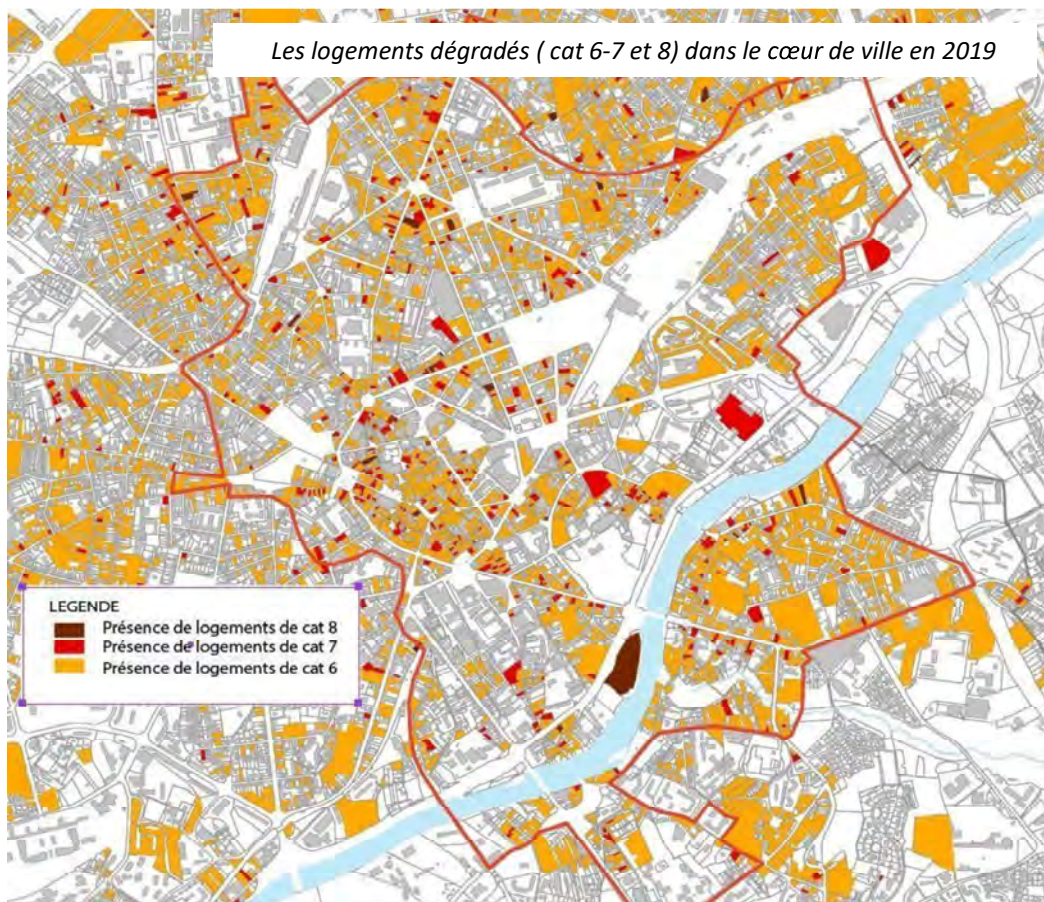 Les logements dégradés ( cat 6-7 et 8) dans le cœur de ville en 2019
LEGENDE
Présence de logements de cat 8
Présence de logements de cat 7
Présence de logements de cat 6